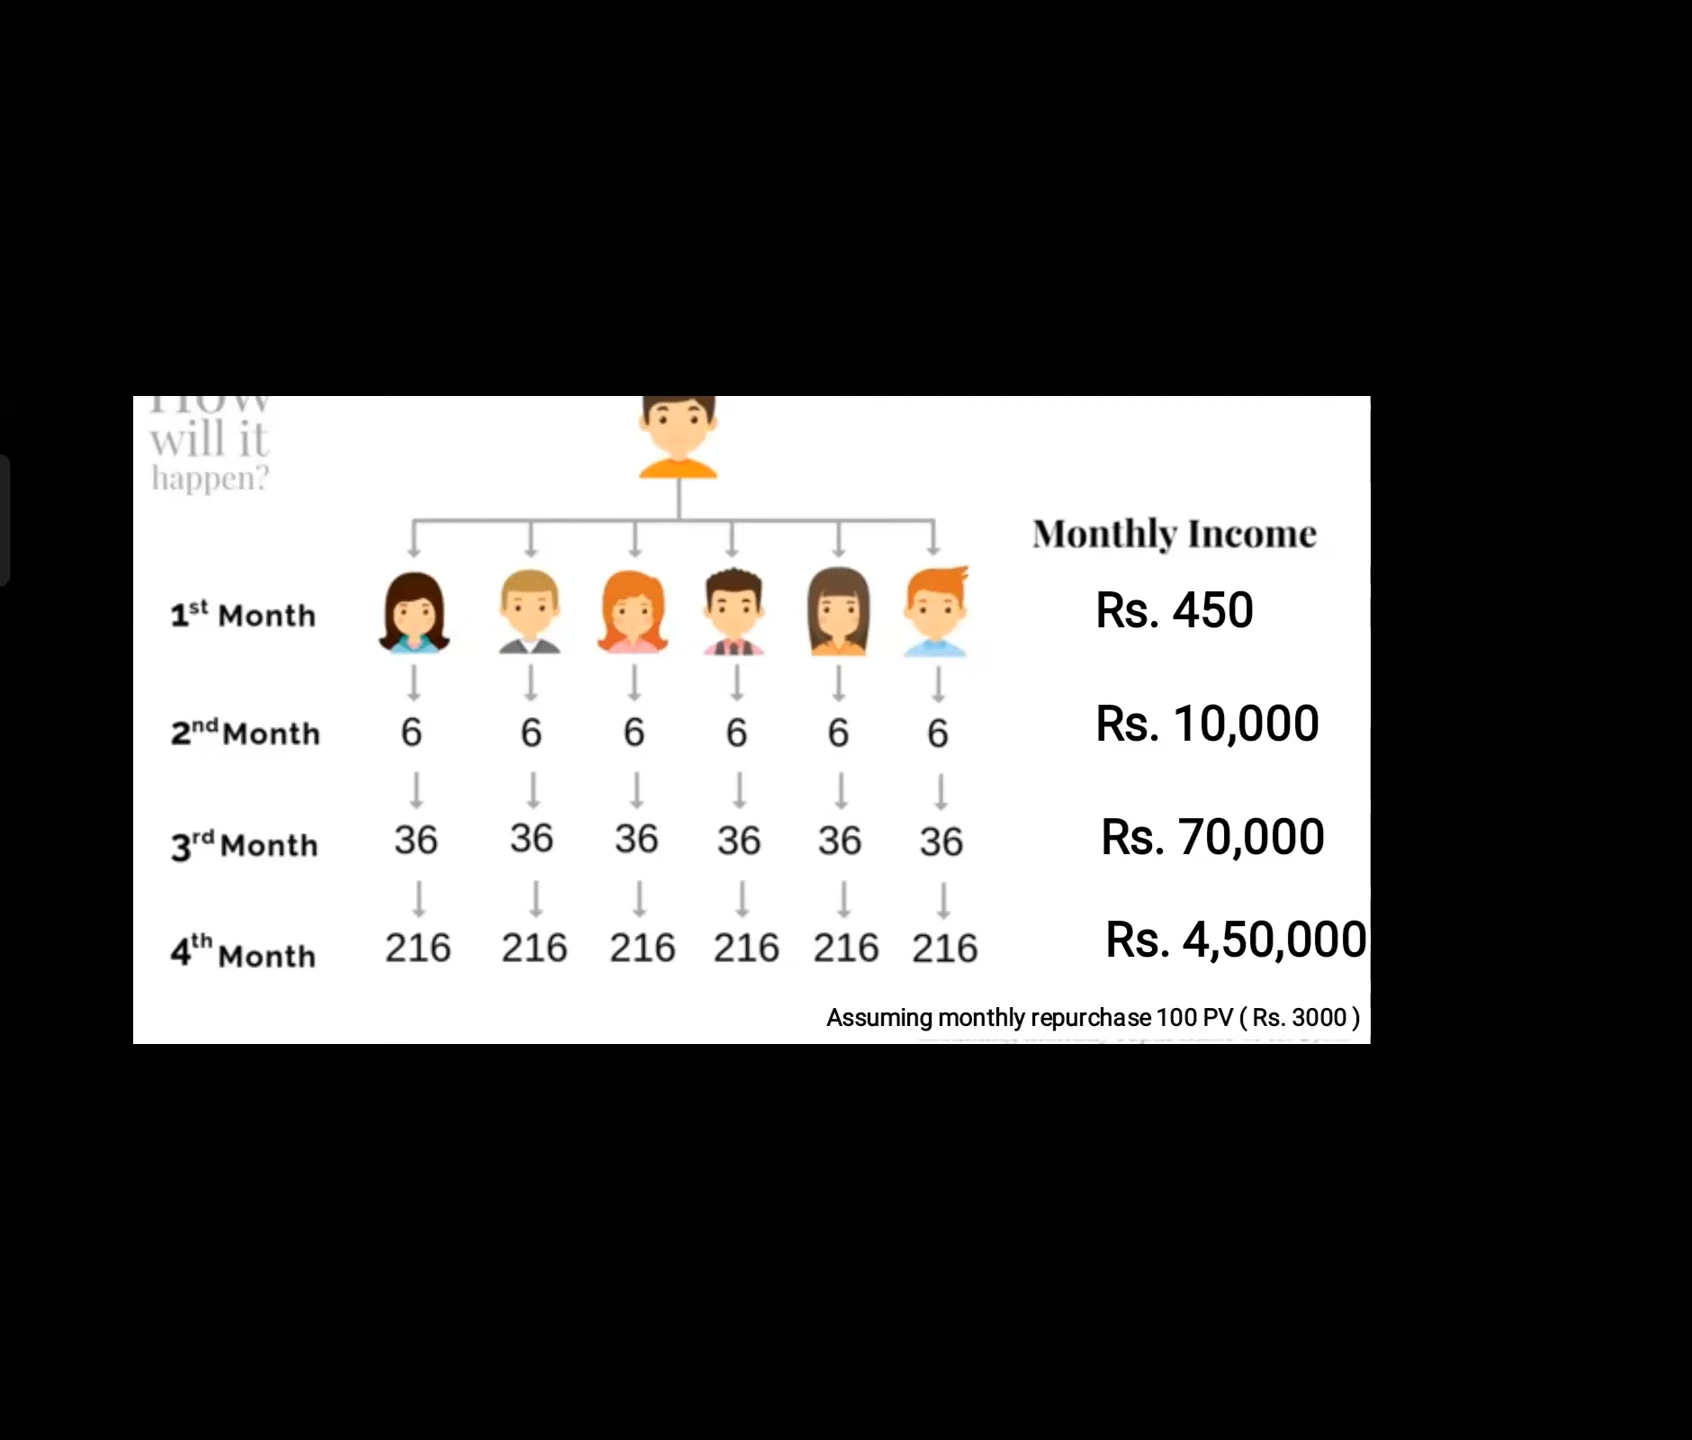 How
will it
happen?
Monthly Income
1st Month Rs. 450
2nd Month 6 6 6 6 6 6 Rs. 10,000
3rd Month 36 36 36 36 36 36 Rs. 70,000
4th Month 216 216 216 216 216 216 Rs. 4,50,000
Assuming monthly repurchase 100 PV ( Rs. 3000 )